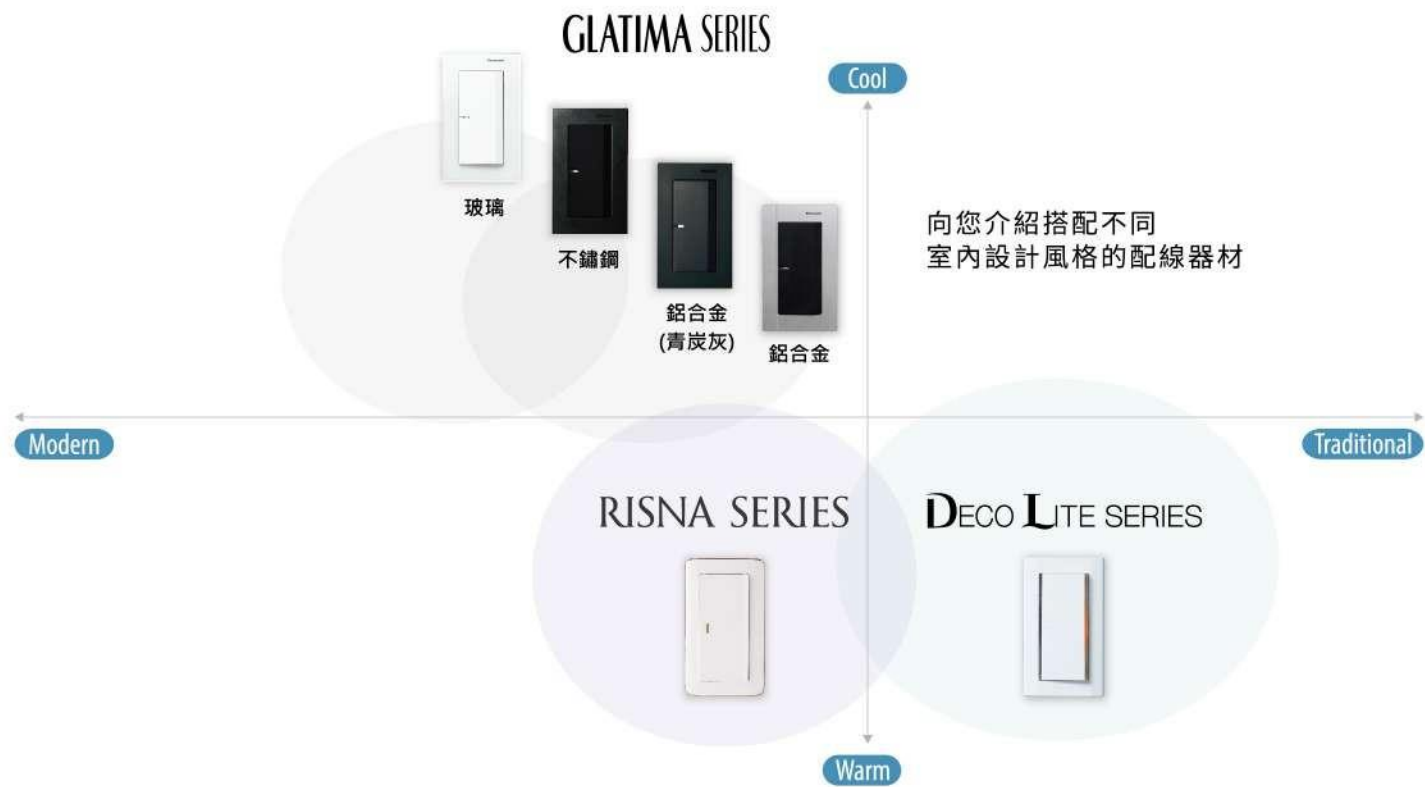 GLATIMA SERIES
Cool
玻璃
不鏽鋼
鋁合金
(青炭灰)
鋁合金
向您介紹搭配不同
室內設計風格的配線器材
Modern
Traditional
RISNA SERIES
DECO LITE SERIES
Warm